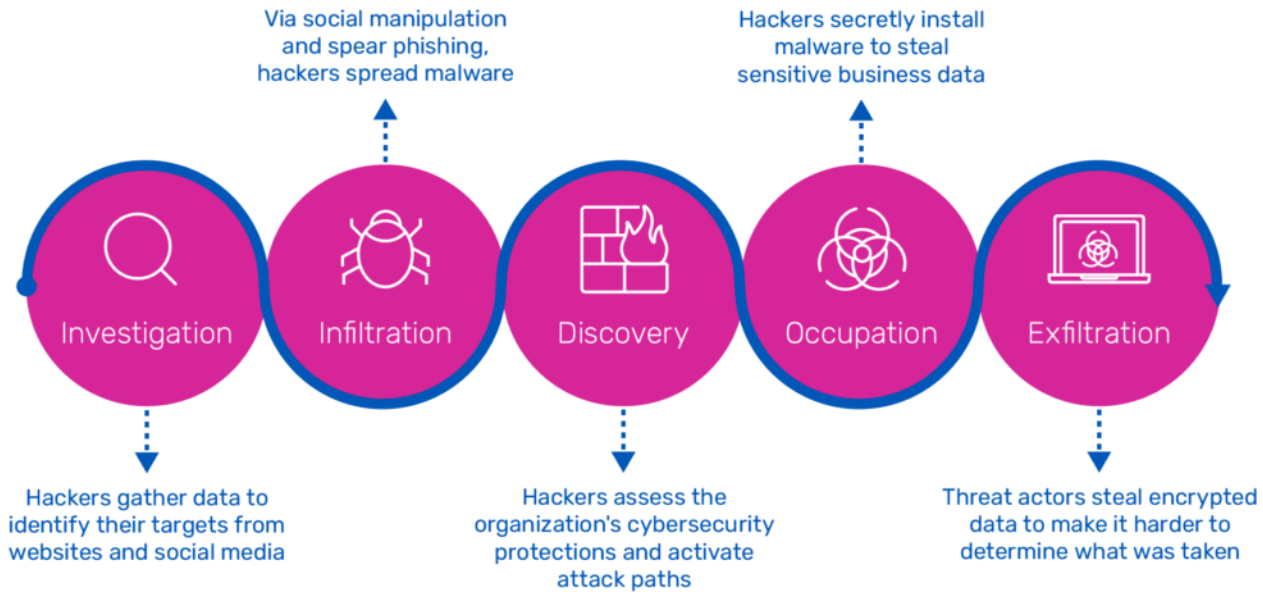 Via social manipulation
and spear phishing,
hackers spread malware
Hackers secretly install
malware to steal
sensitive business data
Investigation
Infiltration
Discovery
Occupation
Exfiltration
Hackers gather data to
identify their targets from
websites and social media
Hackers assess the
organization's cybersecurity
protections and activate
attack paths
Threat actors steal encrypted
data to make it harder to
determine what was taken